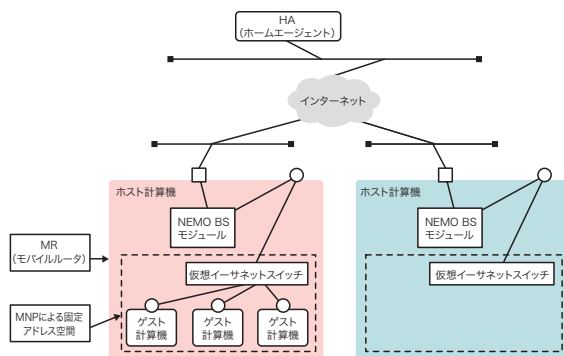 HA
(ホームエージェント)
インターネット
ホスト計算機
ホスト計算機
NEMO BS
モジュール
NEMO BS
モジュール
MR
(モバイルルータ)
仮想イーサネットスイッチ
仮想イーサネットスイッチ
MNPによる固定
アドレス空間
ゲスト
計算機
ゲスト
計算機
ゲスト
計算機